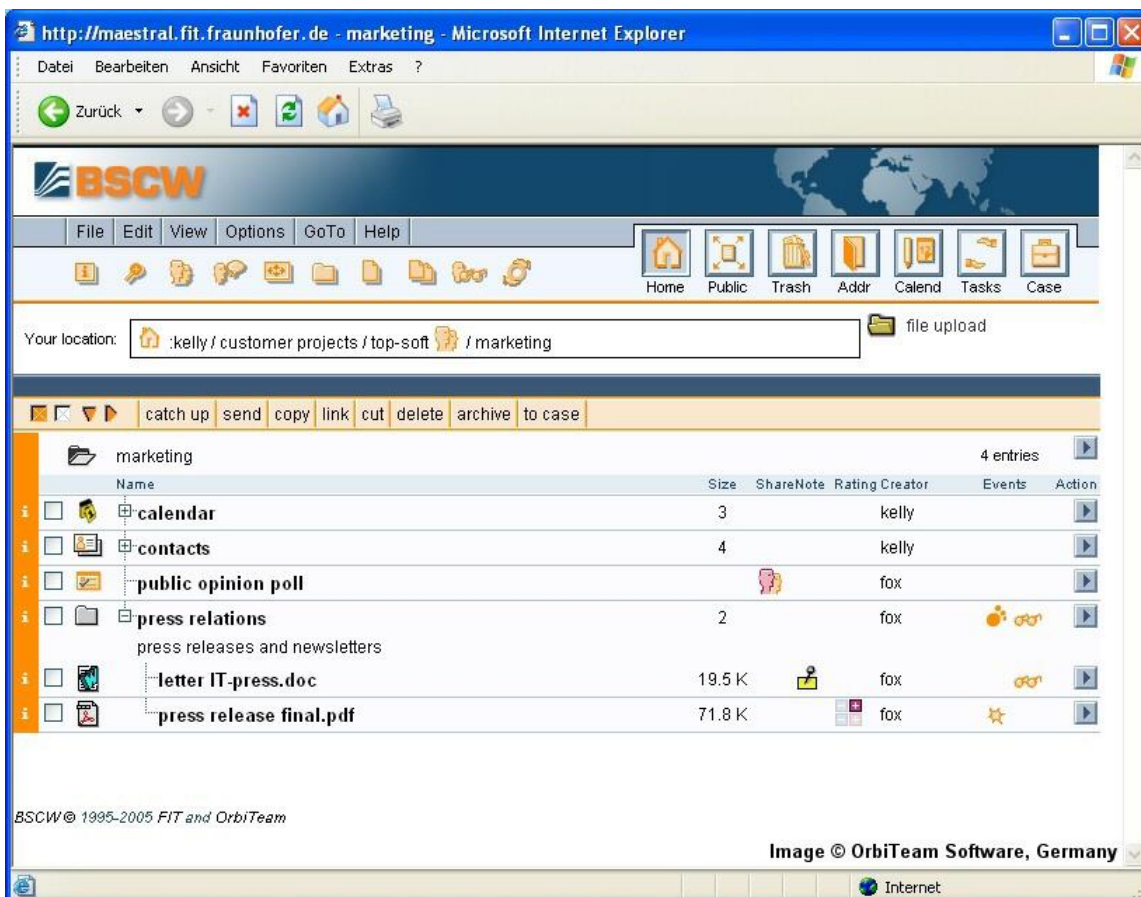 http://maestral.fit.fraunhofer.de - marketing - Microsoft Internet Explorer
Datei Bearbeiten Ansicht Favoriten Extras ?
Zurück
BSCW
File Edit View Options GoTo Help
Home Public Trash Addr Calend Tasks Case
Your location: :kelly / customer projects / top-soft / marketing file upload
catch up send copy link cut delete archive to case
marketing 4 entries
Name Size Share Note Rating Creator Events Action
calendar 3 kelly
contacts 4 kelly
public opinion poll fox
press relations 2 fox
press releases and newsletters
letter IT-press.doc 19.5 K fox
press release final.pdf 71.8 K fox
BSCW © 1995-2005 FIT and OrbiTeam
Image © OrbiTeam Software, Germany
Internet